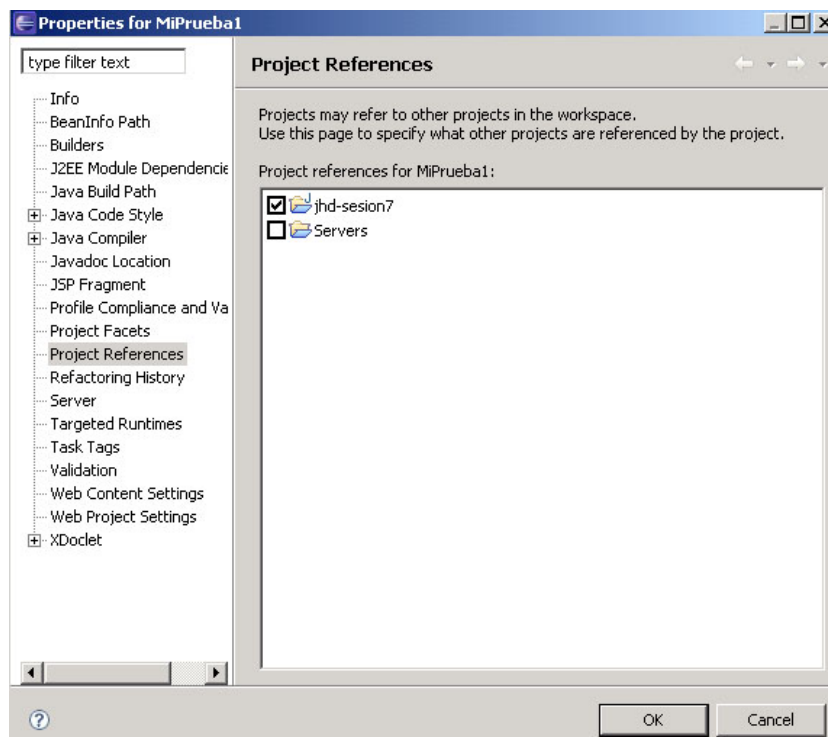 Properties for MiPrueba1
type filter text
Info
BeanInfo Path
Builders
J2EE Module Dependencie
Java Build Path
Java Code Style
Java Compiler
Javadoc Location
JSP Fragment
Profile Compliance and Va
Project Facets
Project References
Refactoring History
Server
Targeted Runtimes
Task Tags
Validation
Web Content Settings
Web Project Settings
XDoclet
Project References
Projects may refer to other projects in the workspace.
Use this page to specify what other projects are referenced by the project.
Project references for MiPrueba1:
jhd-sesion7
Servers
OK
Cancel